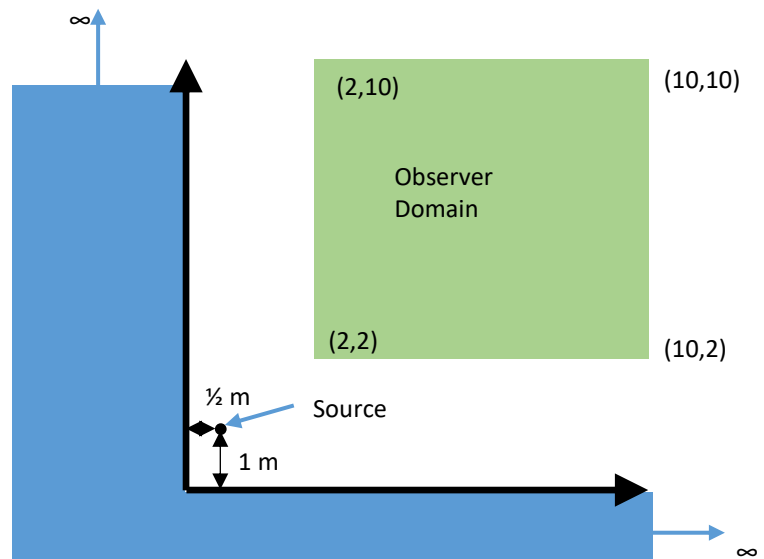 ∞
(2,10)
(10,10)
Observer
Domain
(2,2)
(10,2)
½ m
Source
1 m
∞